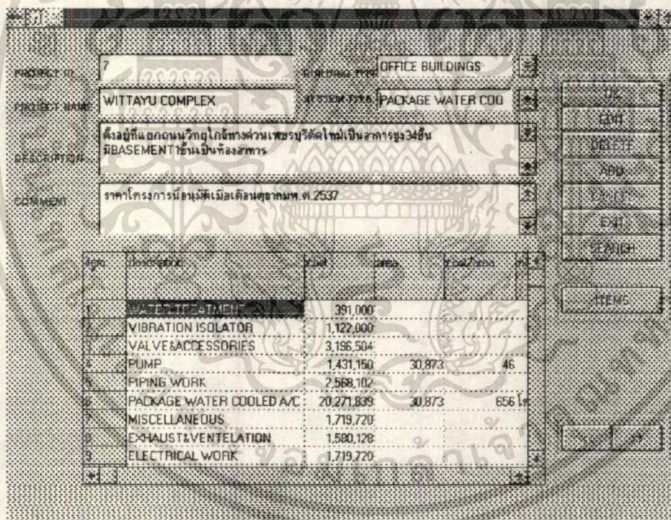 PROJECT ID 7 BUILDING TYPE OFFICE BUILDINGS
PROJECT NAME WITTAYU COMPLEX SYSTEM TYPE PACKAGE WATER COO
DESCRIPTION ตั้งอยู่ที่แยกถนนวิทยุใกล้ทางด่วนเพชรบุรีตัดใหม่เป็นอาคารสูง34ชั้น
มีBASEMENT1ชั้นเป็นห้องอาหาร
COMMENT ราคาโครงการนี้อนุมัติเมื่อเดือนตุลาคมพ.ศ.2537
OK
EDIT
DELETE
ADD
EXIT
SEARCH
ITEMS
description cost area cost/area
1 WATER TREATMENT 391,000
2 VIBRATION ISOLATOR 1,122,000
VALVE&ACCESSORIES 3,196,504
4 PUMP 1,431,150 30,873 46
5 PIPING WORK 2,568,102
6 PACKAGE WATER COOLED A/C 20,271,839 30,873 656
7 MISCELLANEOUS 1,719,720
8 EXHAUST&VENTELATION 1,580,128
9 ELECTRICAL WORK 1,719,720